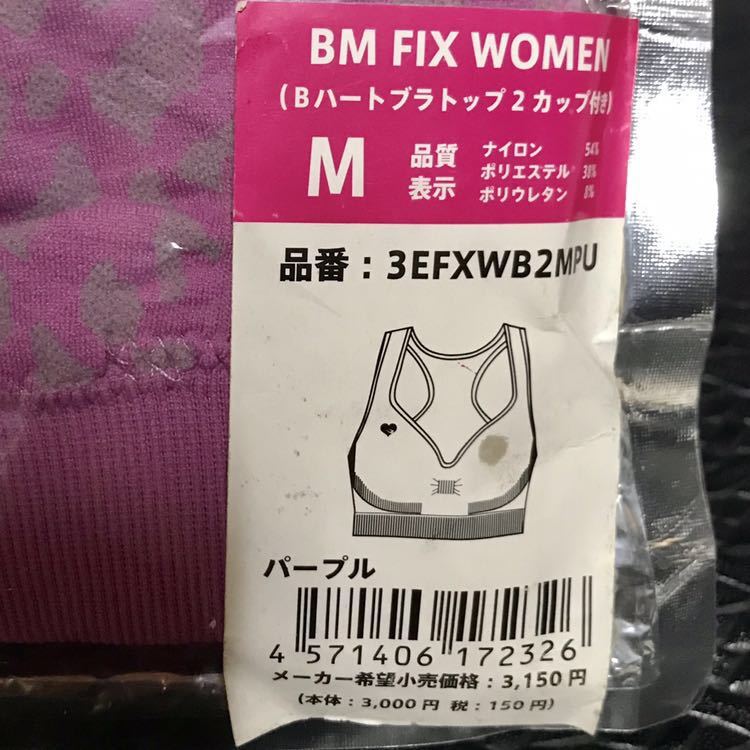 BM FIX WOMEN
(Bハートブラトップ2カップ付き)
M 品質表示
ナイロン 54%
ポリエステル 38%
ポリウレタン 8%
品番:3EFXWB2MPU
パープル
4 571406 172326
メーカー希望小売価格:3,150円
(本体:3,000円 税:150円)